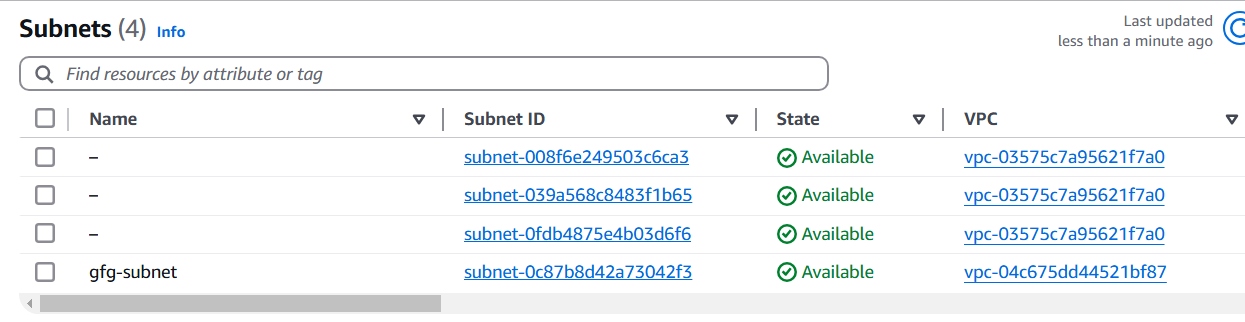 Subnets (4) Info
Last updated
less than a minute ago
Find resources by attribute or tag
Name Subnet ID State VPC
– subnet-008f6e249503c6ca3 Available vpc-03575c7a95621f7a0
– subnet-039a568c8483f1b65 Available vpc-03575c7a95621f7a0
– subnet-0fdb4875e4b03d6f6 Available vpc-03575c7a95621f7a0
gfg-subnet subnet-0c87b8d42a73042f3 Available vpc-04c675dd44521bf87